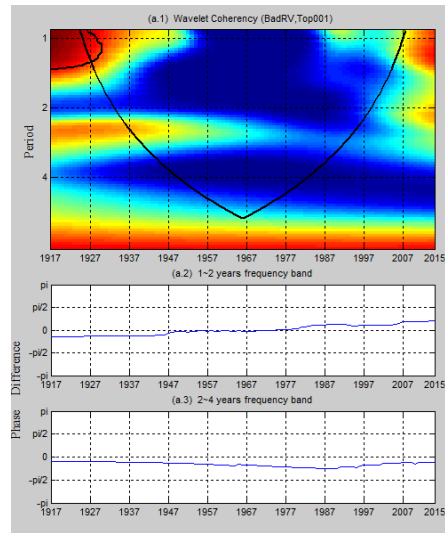 (a.1) Wavelet Coherency (BadRV,Top001)
Period
1
2
4
1917 1927 1937 1947 1957 1967 1977 1987 1997 2007 2015
(a.2) 1~2 years frequency band
Phase Difference
pi
pi/2
0
-pi/2
-pi
1917 1927 1937 1947 1957 1967 1977 1987 1997 2007 2015
(a.3) 2~4 years frequency band
pi
pi/2
0
-pi/2
-pi
1917 1927 1937 1947 1957 1967 1977 1987 1997 2007 2015